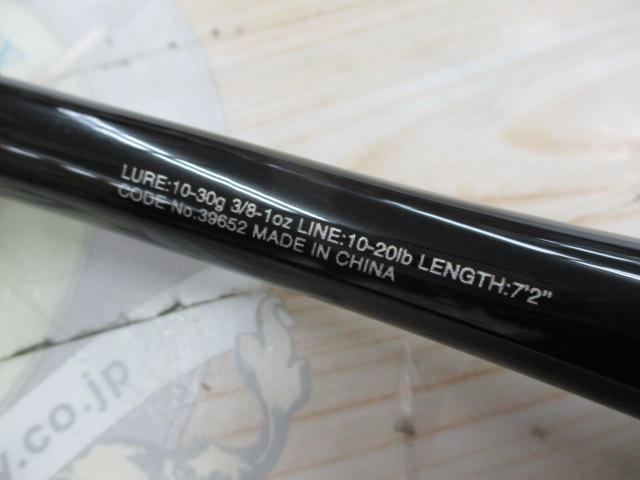 LURE:10-30g 3/8-1oz LINE:10-20lb LENGTH:7'2"
CODE No.39652 MADE IN CHINA
y.co.jp